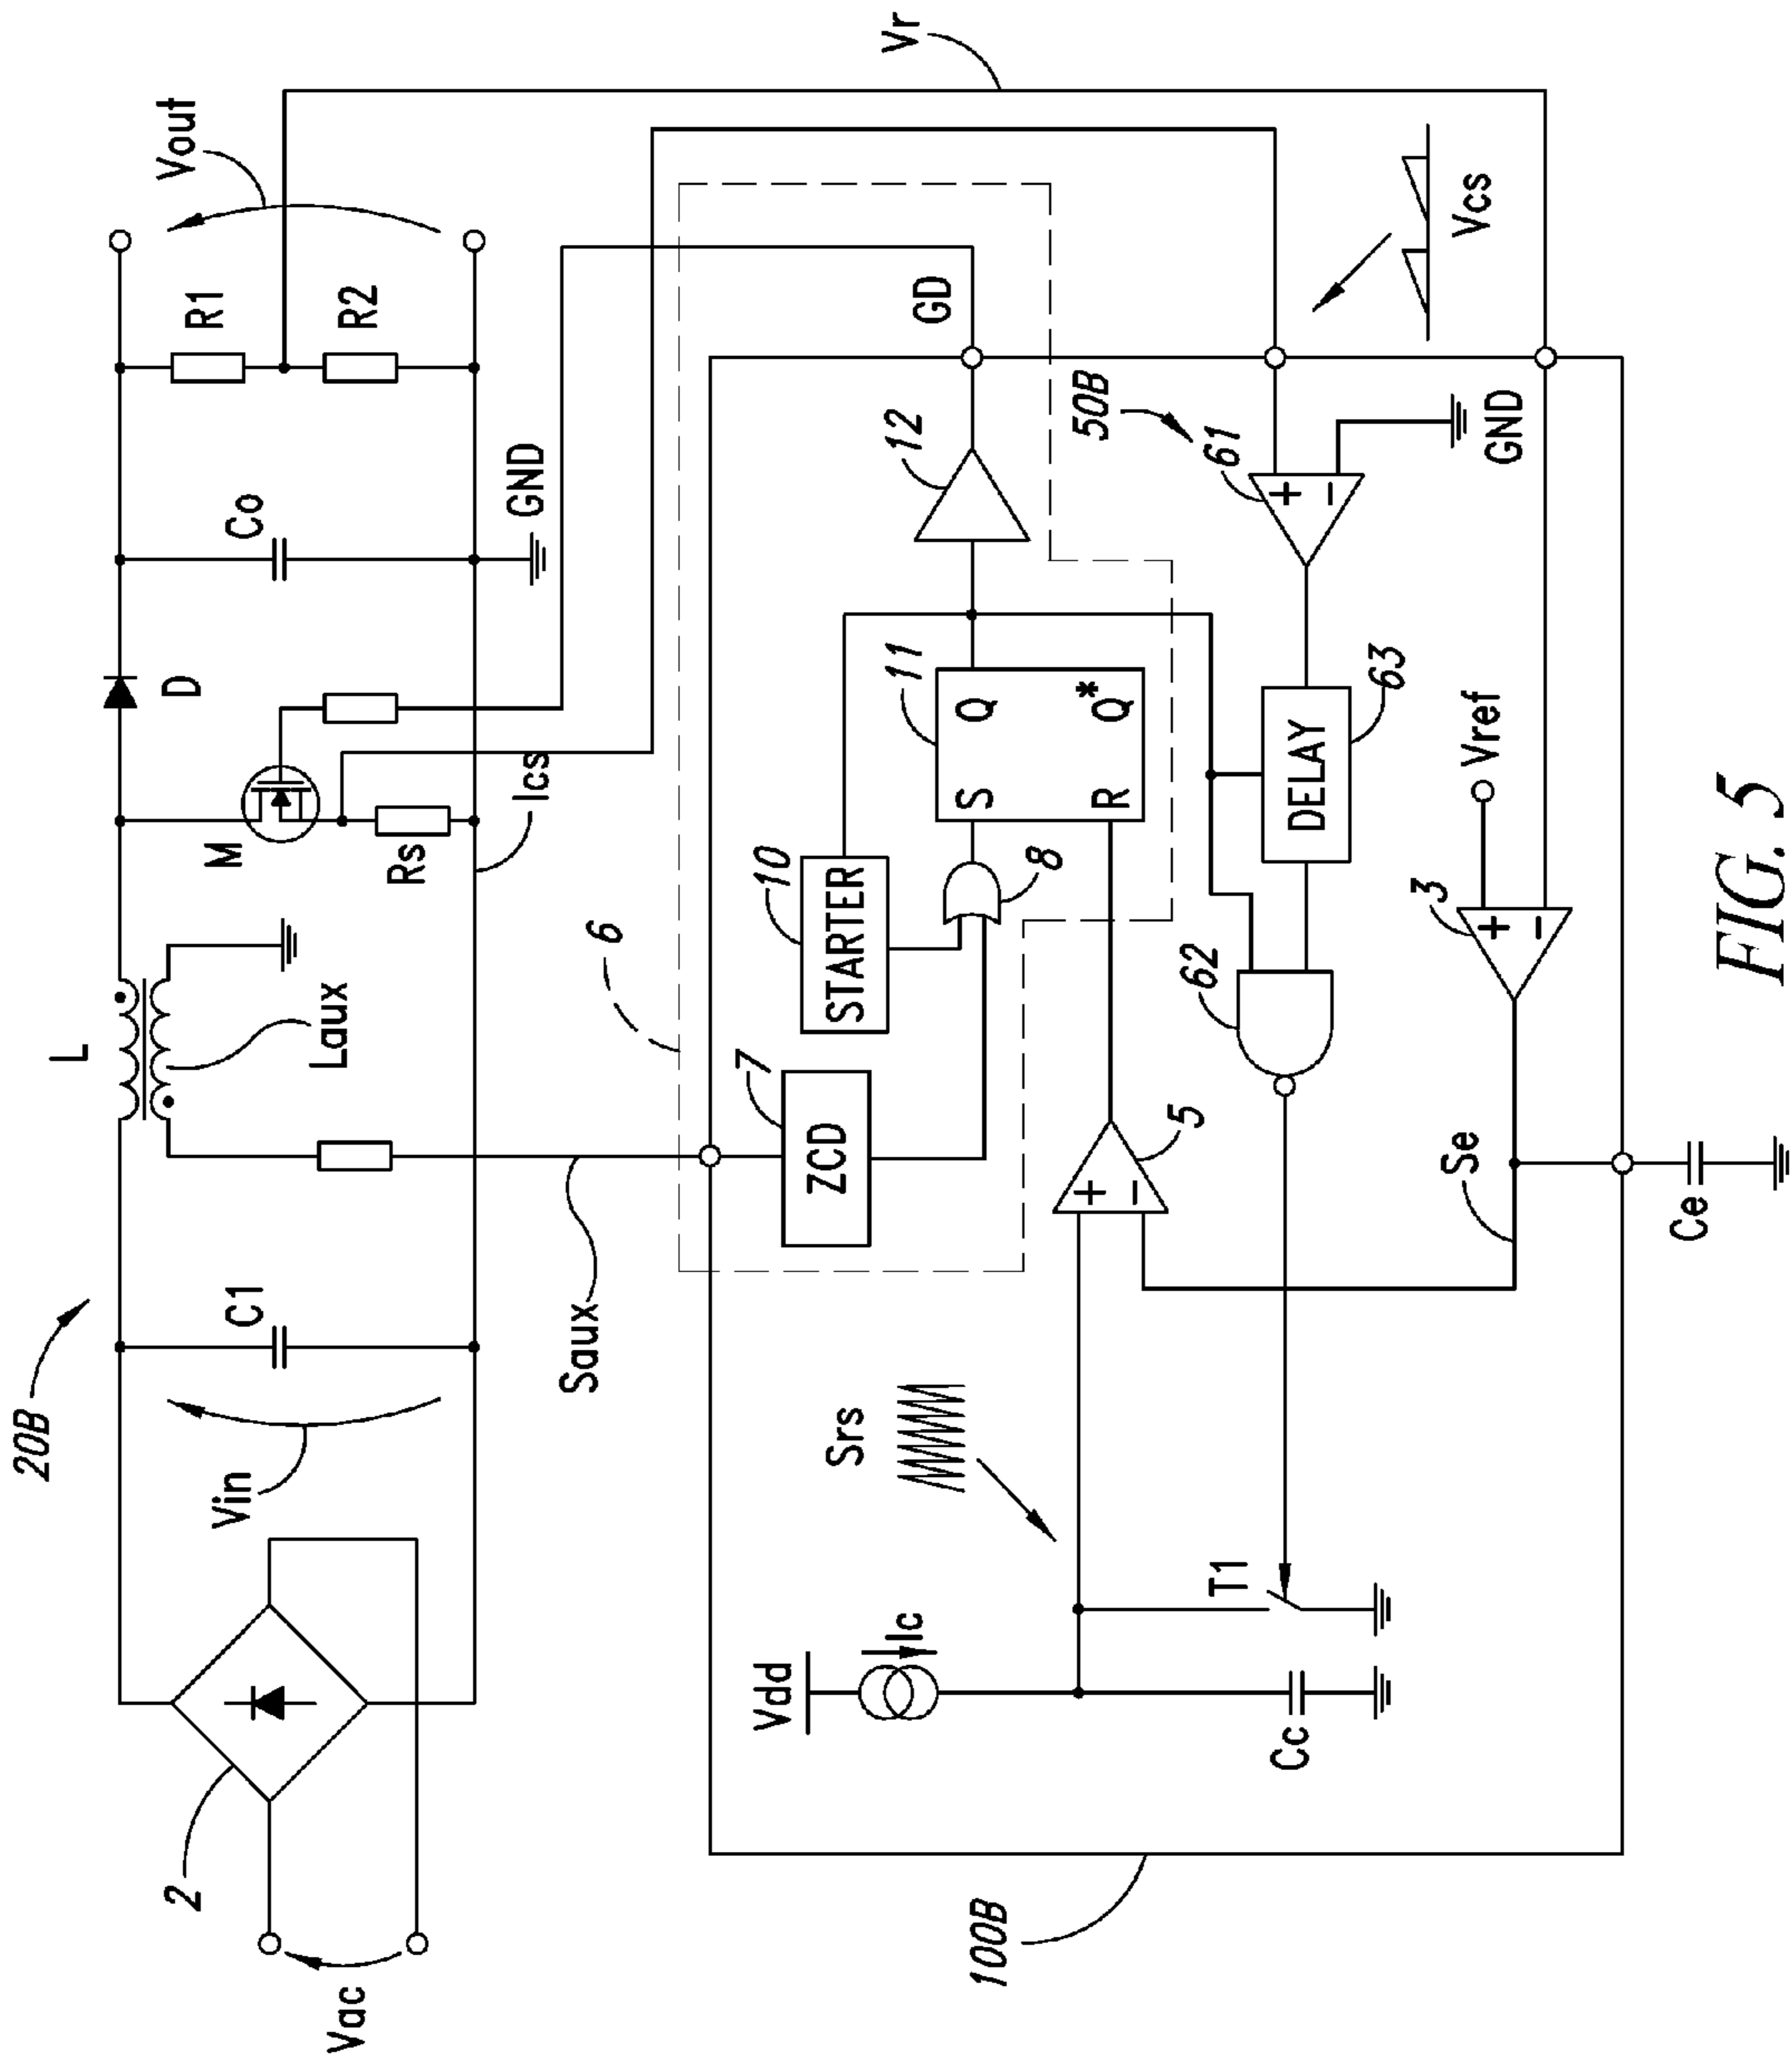 20B
Vac
2
Vin
C1
L
Laux
M
Rs
Ics
D
Co
GND
R1
R2
Vout
Vr
Saux
6
100B
Vdd
Ic
Cc
T1
Srs
7
ZCD
10
STARTER
8
11
S
Q
R
Q*
12
GD
5
+
-
62
DELAY
63
50B
61
+
-
GND
Vcs
Vref
3
+
-
Se
Ce
FIG. 5